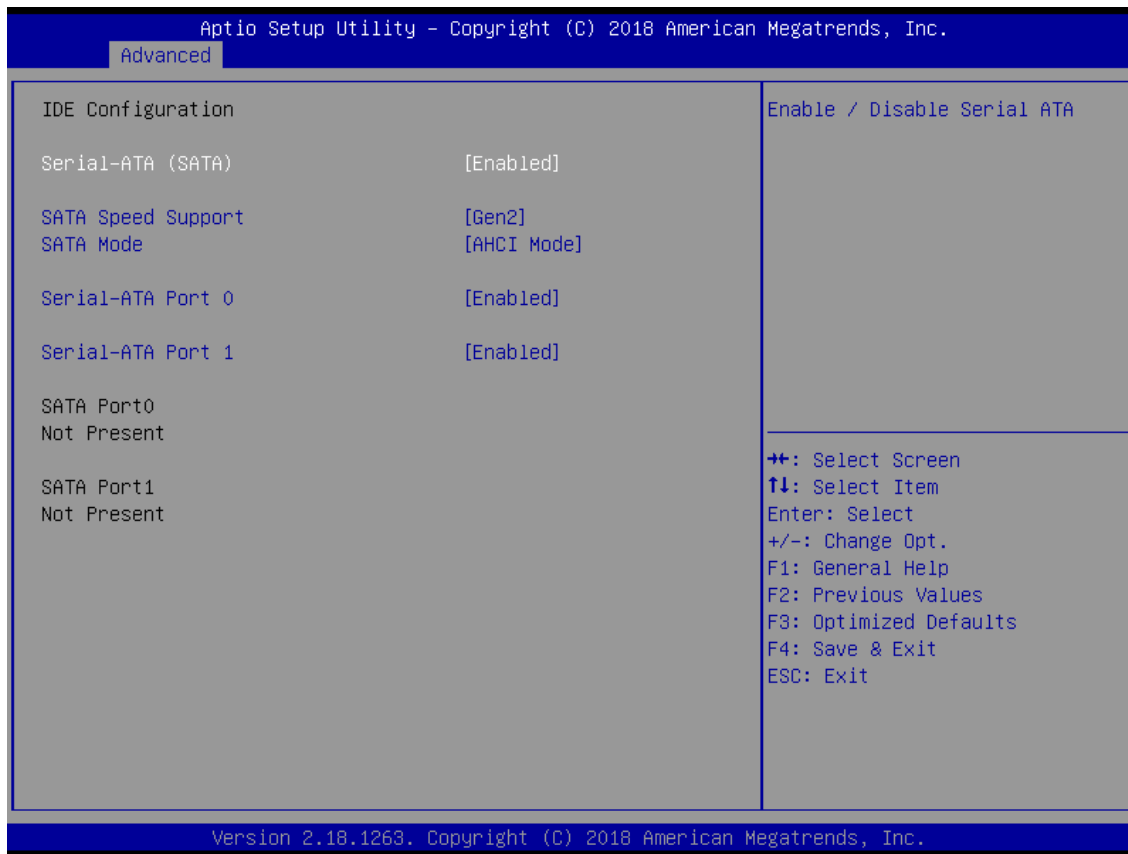 Aptio Setup Utility – Copyright (C) 2018 American Megatrends, Inc.
Advanced
IDE Configuration
Serial-ATA (SATA) [Enabled]
SATA Speed Support [Gen2]
SATA Mode [AHCI Mode]
Serial-ATA Port 0 [Enabled]
Serial-ATA Port 1 [Enabled]
SATA Port0
Not Present
SATA Port1
Not Present
Enable / Disable Serial ATA
→←: Select Screen
↑↓: Select Item
Enter: Select
+/-: Change Opt.
F1: General Help
F2: Previous Values
F3: Optimized Defaults
F4: Save & Exit
ESC: Exit
Version 2.18.1263. Copyright (C) 2018 American Megatrends, Inc.